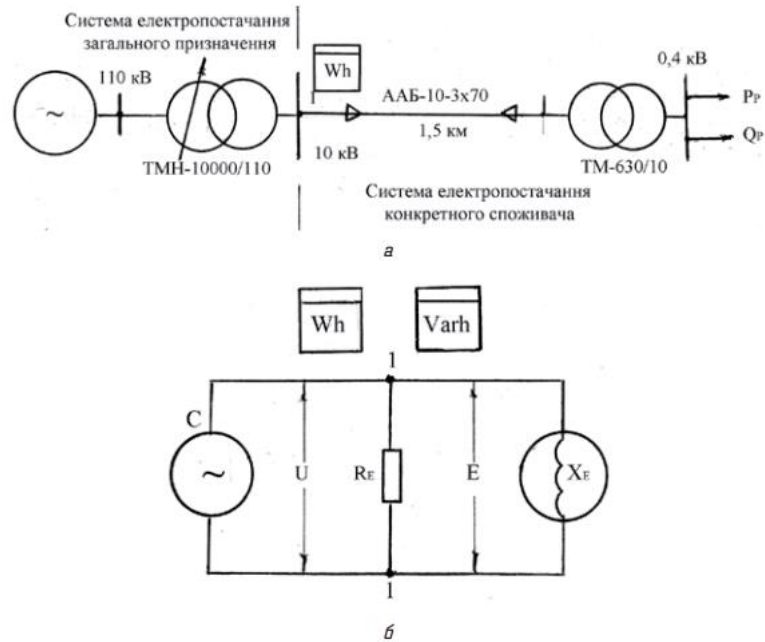 Система електропостачання
загального призначення
110 кВ
~
ТМН-10000/110
1
Wh
10 кВ
ААБ-10-3х70
1,5 км
0,4 кВ
ТМ-630/10
PP
QP
Система електропостачання
конкретного споживача
а
Wh
Varh
1
C
~
U
RE
E
XE
1
б